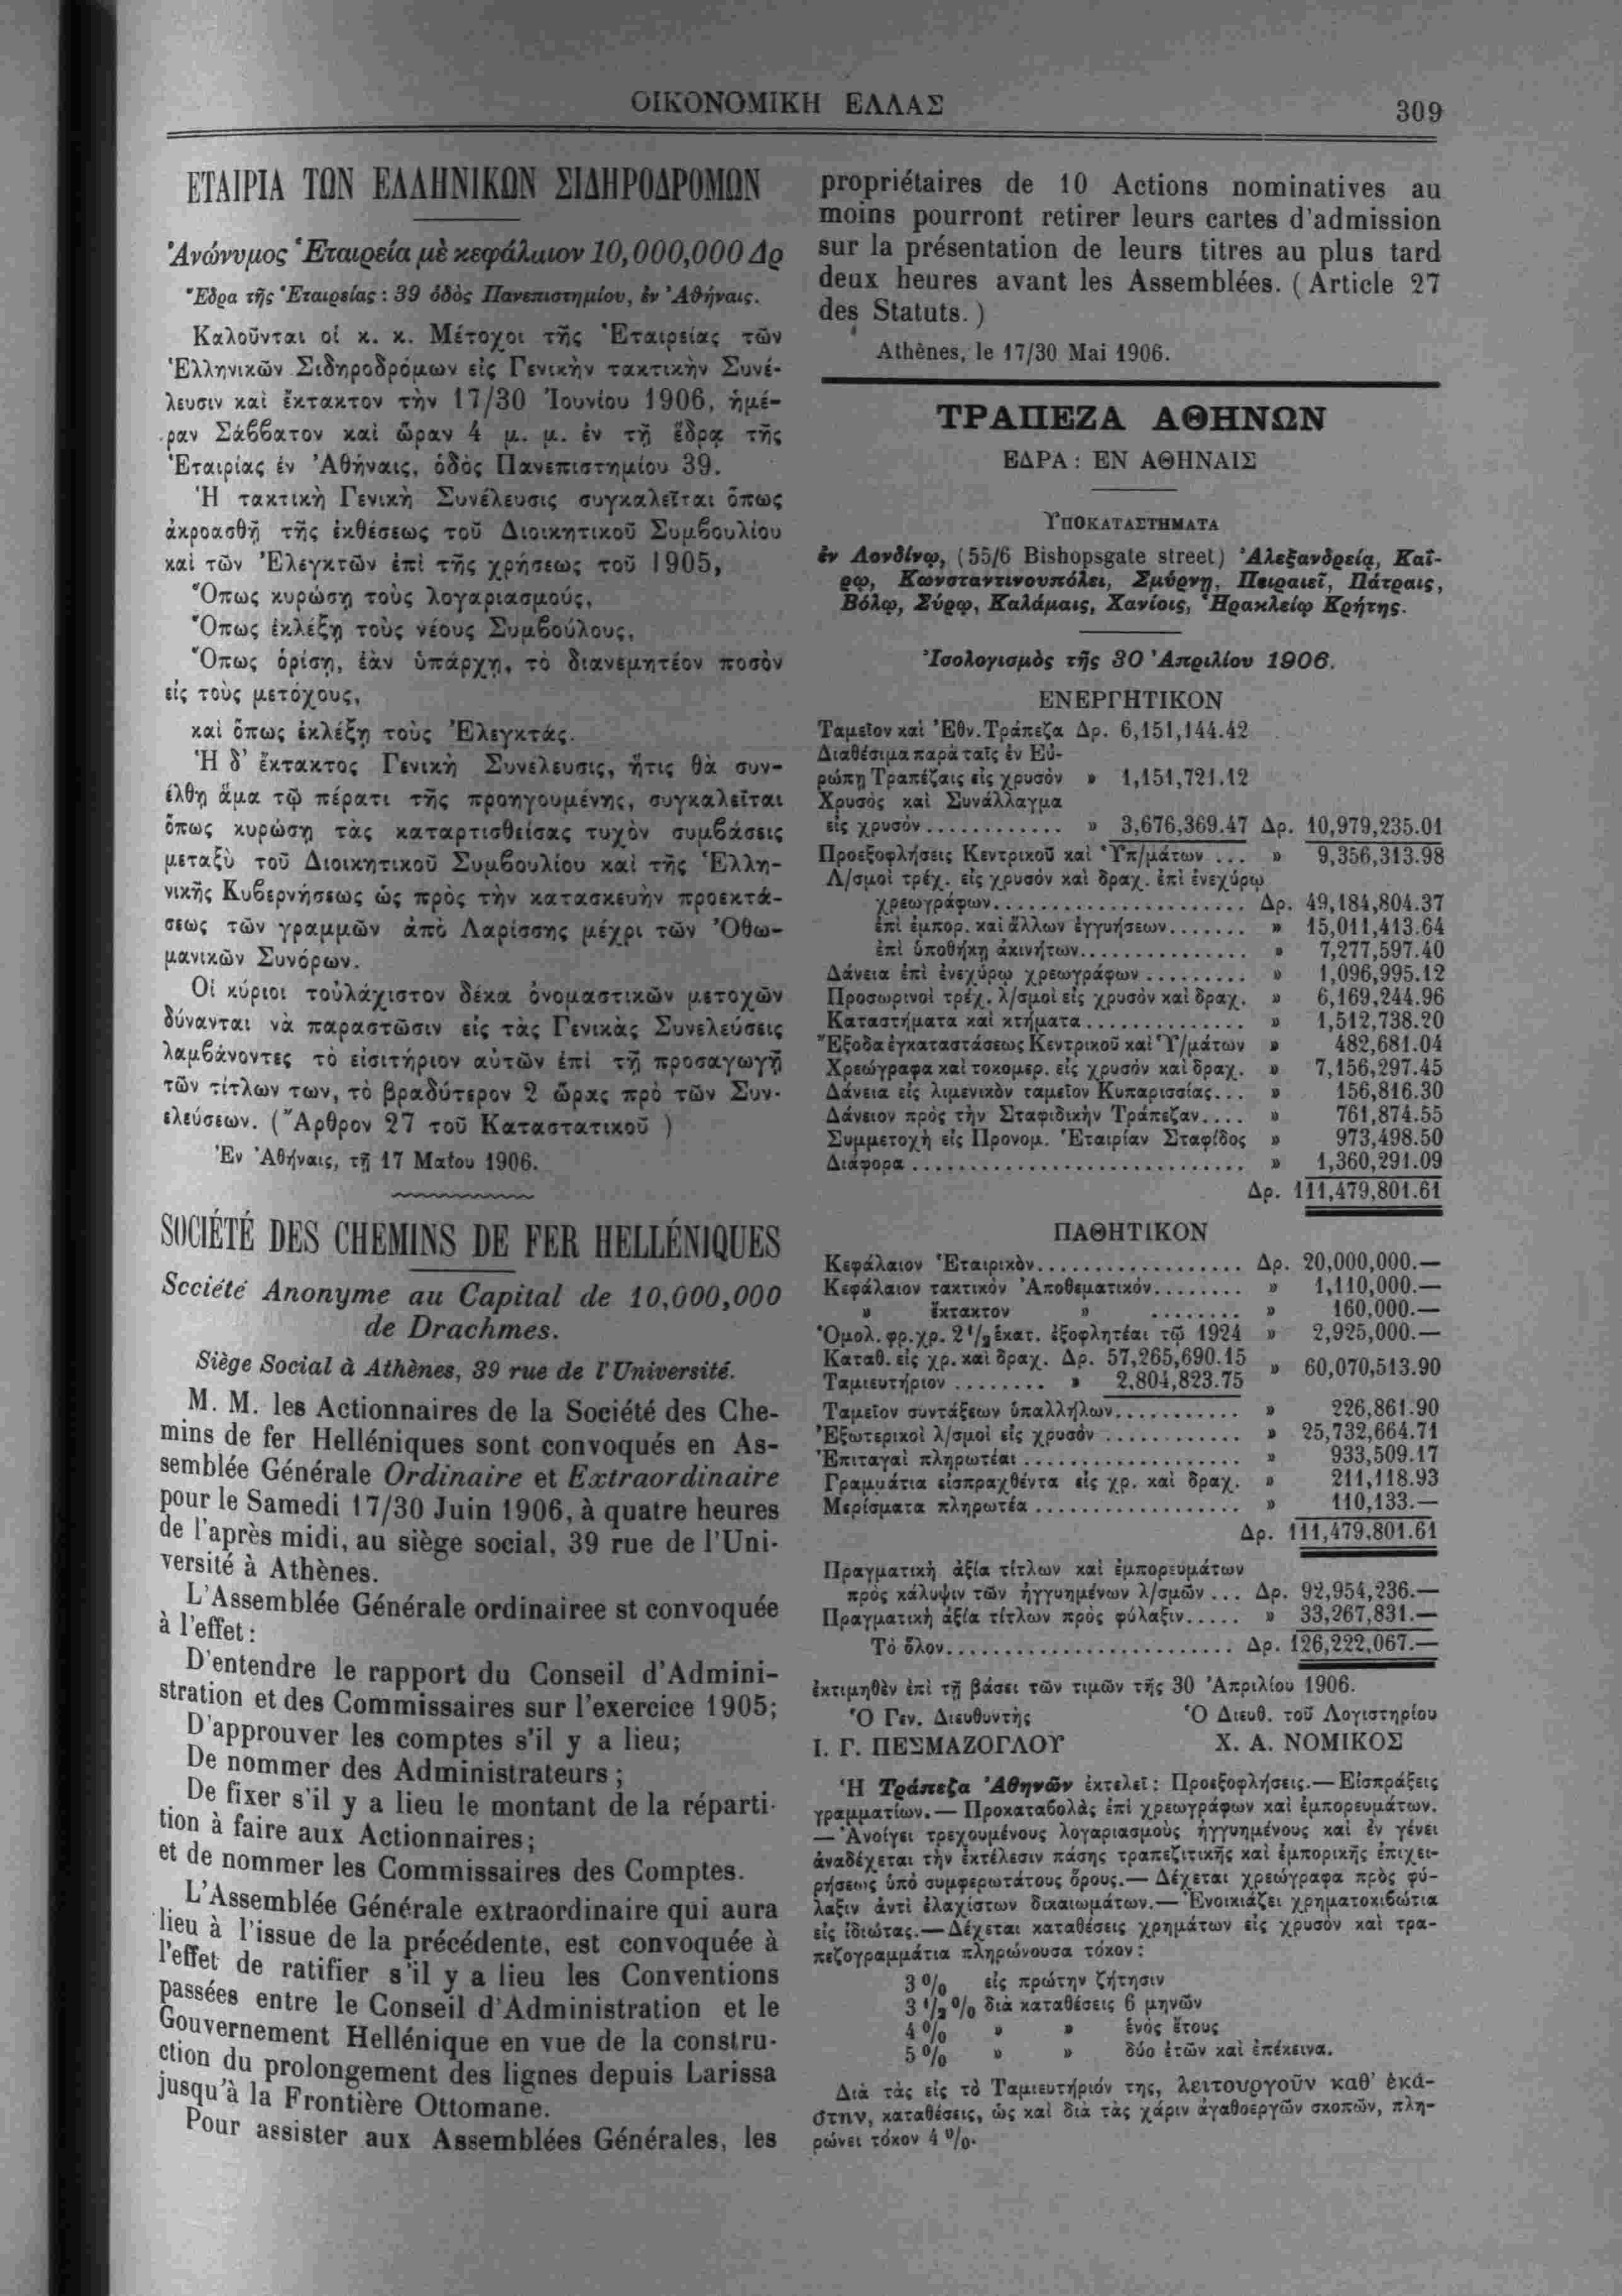 ΟΙΚΟΝΟΜΙΚΗ ΕΛΛΑΣ
309
ΕΤΑΙΡΙΑ ΤΩΝ ΕΛΛΗΝΙΚΩΝ ΣΙΔΗΡΟΔΡΟΜΩΝ
Ἀνώνυμος Ἑταιρεία μὲ κεφάλαιον 10,000,000 Δρ
Ἕδρα τῆς Ἑταιρείας : 39 ὁδὸς Πανεπιστημίου, ἐν Ἀθήναις.
Καλοῦνται οἱ κ. κ. Μέτοχοι τῆς Ἑταιρείας τῶν
Ἑλληνικῶν Σιδηροδρόμων εἰς Γενικὴν τακτικὴν Συνέ-
λευσιν καὶ ἔκτακτον τὴν 17/30 Ἰουνίου 1906, ἡμέ-
ραν Σάββατον καὶ ὥραν 4 μ. μ. ἐν τῇ ἕδρᾳ τῆς
Ἑταιρίας ἐν Ἀθήναις, ὁδὸς Πανεπιστημίου 39.
Ἡ τακτικὴ Γενικὴ Συνέλευσις συγκαλεῖται ὅπως
ἀκροασθῇ τῆς ἐκθέσεως τοῦ Διοικητικοῦ Συμβουλίου
καὶ τῶν Ἐλεγκτῶν ἐπὶ τῆς χρήσεως τοῦ 1905,
Ὅπως κυρώσῃ τοὺς λογαριασμούς,
Ὅπως ἐκλέξῃ τοὺς νέους Συμβούλους,
Ὅπως ὁρίσῃ, ἐὰν ὑπάρχῃ, τὸ διανεμητέον ποσὸν
εἰς τοὺς μετόχους,
καὶ ὅπως ἐκλέξῃ τοὺς Ἐλεγκτάς.
Ἡ δ' ἔκτακτος Γενικὴ Συνέλευσις, ἥτις θὰ συν-
έλθῃ ἅμα τῷ πέρατι τῆς προηγουμένης, συγκαλεῖται
ὅπως κυρώσῃ τὰς καταρτισθείσας τυχὸν συμβάσεις
μεταξὺ τοῦ Διοικητικοῦ Συμβουλίου καὶ τῆς Ἑλλη-
νικῆς Κυβερνήσεως ὡς πρὸς τὴν κατασκευὴν προεκτά-
σεως τῶν γραμμῶν ἀπὸ Λαρίσσης μέχρι τῶν Ὀθω-
μανικῶν Συνόρων.
Οἱ κύριοι τοὐλάχιστον δέκα ὀνομαστικῶν μετοχῶν
δύνανται νὰ παραστῶσιν εἰς τὰς Γενικὰς Συνελεύσεις
λαμβάνοντες τὸ εἰσιτήριον αὐτῶν ἐπὶ τῇ προσαγωγῇ
τῶν τίτλων των, τὸ βραδύτερον 2 ὥρας πρὸ τῶν Συν-
ελεύσεων. (Ἄρθρον 27 τοῦ Καταστατικοῦ )
Ἐν Ἀθήναις, τῇ 17 Μαΐου 1906.
SOCIÉTÉ DES CHEMINS DE FER HELLÉNIQUES
Sccieté Anonyme au Capital de 10,000,000
de Drachmes.
Siège Social à Athènes, 39 rue de l'Université.
M. M. les Actionnaires de la Société des Che-
mins de fer Helléniques sont convoqués en As-
semblée Générale Ordinaire et Extraordinaire
pour le Samedi 17/30 Juin 1906, à quatre heures
de l'après midi, au siège social, 39 rue de l'Uni-
versité à Athènes.
L'Assemblée Générale ordinairee st convoquée
à l'effet :
D'entendre le rapport du Conseil d'Admini-
stration et des Commissaires sur l'exercice 1905;
D'approuver les comptes s'il y a lieu;
De nommer des Administrateurs ;
De fixer s'il y a lieu le montant de la réparti-
tion à faire aux Actionnaires;
et de nommer les Commissaires des Comptes.
L'Assemblée Générale extraordinaire qui aura
lieu à l'issue de la précédente, est convoquée à
l'effet de ratifier s'il y a lieu les Conventions
passées entre le Conseil d'Administration et le
Gouvernement Hellénique en vue de la constru-
ction du prolongement des lignes depuis Larissa
jusqu'à la Frontière Ottomane.
Pour assister aux Assemblées Générales, les
propriétaires de 10 Actions nominatives au
moins pourront retirer leurs cartes d'admission
sur la présentation de leurs titres au plus tard
deux heures avant les Assemblées. ( Article 27
des Statuts. )
Athènes, le 17/30 Mai 1906.
ΤΡΑΠΕΖΑ ΑΘΗΝΩΝ
ΕΔΡΑ : ΕΝ ΑΘΗΝΑΙΣ
ΥΠΟΚΑΤΑΣΤΗΜΑΤΑ
ἐν Λονδίνῳ, (55/6 Bishopsgate street) Ἀλεξανδρείᾳ, Καΐ-
ρῳ, Κωνσταντινουπόλει, Σμύρνῃ, Πειραιεῖ, Πάτραις,
Βόλῳ, Σύρῳ, Καλάμαις, Χανίοις, Ἡρακλείῳ Κρήτης.
Ἰσολογισμὸς τῆς 30 Ἀπριλίου 1906.
ΕΝΕΡΓΗΤΙΚΟΝ
Ταμεῖον καὶ Ἐθν. Τράπεζα Δρ. 6,151,144.42
Διαθέσιμα παρὰ ταῖς ἐν Εὐ-
ρώπῃ Τραπέζαις εἰς χρυσὸν » 1,151,721.12
Χρυσὸς καὶ Συνάλλαγμα
εἰς χρυσόν............ » 3,676,369.47 Δρ. 10,979,235.01
Προεξοφλήσεις Κεντρικοῦ καὶ Ὑπ/μάτων ... » 9,356,313.98
Λ/σμοὶ τρέχ. εἰς χρυσὸν καὶ δραχ. ἐπὶ ἐνεχύρῳ
χρεωγράφων...................... Δρ. 49,184,804.37
ἐπὶ ἐμπορ. καὶ ἄλλων ἐγγυήσεων....... » 15,011,413.64
ἐπὶ ὑποθήκῃ ἀκινήτων............... » 7,277,597.40
Δάνεια ἐπὶ ἐνεχύρῳ χρεωγράφων ......... » 1,096,995.12
Προσωρινοὶ τρέχ. λ/σμοὶ εἰς χρυσὸν καὶ δραχ. » 6,169,244.96
Καταστήματα καὶ κτήματα .............. » 1,512,738.20
Ἔξοδα ἐγκαταστάσεως Κεντρικοῦ καὶ Ὑ/μάτων » 482,681.04
Χρεώγραφα καὶ τοκομερ. εἰς χρυσὸν καὶ δραχ. » 7,156,297.45
Δάνεια εἰς λιμενικὸν ταμεῖον Κυπαρισσίας... » 156,816.30
Δάνειον πρὸς τὴν Σταφιδικὴν Τράπεζαν.... » 761,874.55
Συμμετοχὴ εἰς Προνομ. Ἑταιρίαν Σταφίδος » 973,498.50
Διάφορα ............................. » 1,360,291.09
Δρ. 111,479,801.61
ΠΑΘΗΤΙΚΟΝ
Κεφάλαιον Ἑταιρικὸν.................. Δρ. 20,000,000.—
Κεφάλαιον τακτικὸν Ἀποθεματικόν........ » 1,110,000.—
» ἔκτακτον » ........ » 160,000.—
Ὁμολ. φρ. χρ. 2 1/2 ἑκατ. ἐξοφλητέαι τῷ 1924 » 2,925,000.—
Καταθ. εἰς χρ. καὶ δραχ. Δρ. 57,265,690.15
» 60,070,513.90
Ταμιευτήριον ........ » 2,804,823.75
Ταμεῖον συντάξεων ὑπαλλήλων........... » 226,861.90
Ἐξωτερικοὶ λ/σμοὶ εἰς χρυσὸν ............ » 25,732,664.71
Ἐπιταγαὶ πληρωτέαι ................... » 933,509.17
Γραμμάτια εἰσπραχθέντα εἰς χρ. καὶ δραχ. » 211,118.93
Μερίσματα πληρωτέα .................. » 110,133.—
Δρ. 111,479,801.61
Πραγματικὴ ἀξία τίτλων καὶ ἐμπορευμάτων
πρὸς κάλυψιν τῶν ἠγγυημένων λ/σμῶν ... Δρ. 92,954,236.—
Πραγματικὴ ἀξία τίτλων πρὸς φύλαξιν..... » 33,267,831.—
Τὸ ὅλον......................... Δρ. 126,222,067.—
ἐκτιμηθὲν ἐπὶ τῇ βάσει τῶν τιμῶν τῆς 30 Ἀπριλίου 1906.
Ὁ Γεν. Διευθυντὴς Ὁ Διευθ. τοῦ Λογιστηρίου
Ι. Γ. ΠΕΣΜΑΖΟΓΛΟΥ Χ. Α. ΝΟΜΙΚΟΣ
Ἡ Τράπεζα Ἀθηνῶν ἐκτελεῖ : Προεξοφλήσεις.— Εἰσπράξεις
γραμματίων.— Προκαταβολὰς ἐπὶ χρεωγράφων καὶ ἐμπορευμάτων.
— Ἀνοίγει τρεχουμένους λογαριασμοὺς ἠγγυημένους καὶ ἐν γένει
ἀναδέχεται τὴν ἐκτέλεσιν πάσης τραπεζιτικῆς καὶ ἐμπορικῆς ἐπιχει-
ρήσεως ὑπὸ συμφερωτάτους ὅρους.— Δέχεται χρεώγραφα πρὸς φύ-
λαξιν ἀντὶ ἐλαχίστων δικαιωμάτων.— Ἐνοικιάζει χρηματοκιβώτια
εἰς ἰδιώτας.— Δέχεται καταθέσεις χρημάτων εἰς χρυσὸν καὶ τρα-
πεζογραμμάτια πληρώνουσα τόκον :
3 % εἰς πρώτην ζήτησιν
3 1/2 % διὰ καταθέσεις 6 μηνῶν
4 % » » ἑνὸς ἔτους
5 % » » δύο ἐτῶν καὶ ἐπέκεινα.
Διὰ τὰς εἰς τὸ Ταμιευτήριόν της, λειτουργοῦν καθ' ἑκά-
στην, καταθέσεις, ὡς καὶ διὰ τὰς χάριν ἀγαθοεργῶν σκοπῶν, πλη-
ρώνει τόκον 4 %.